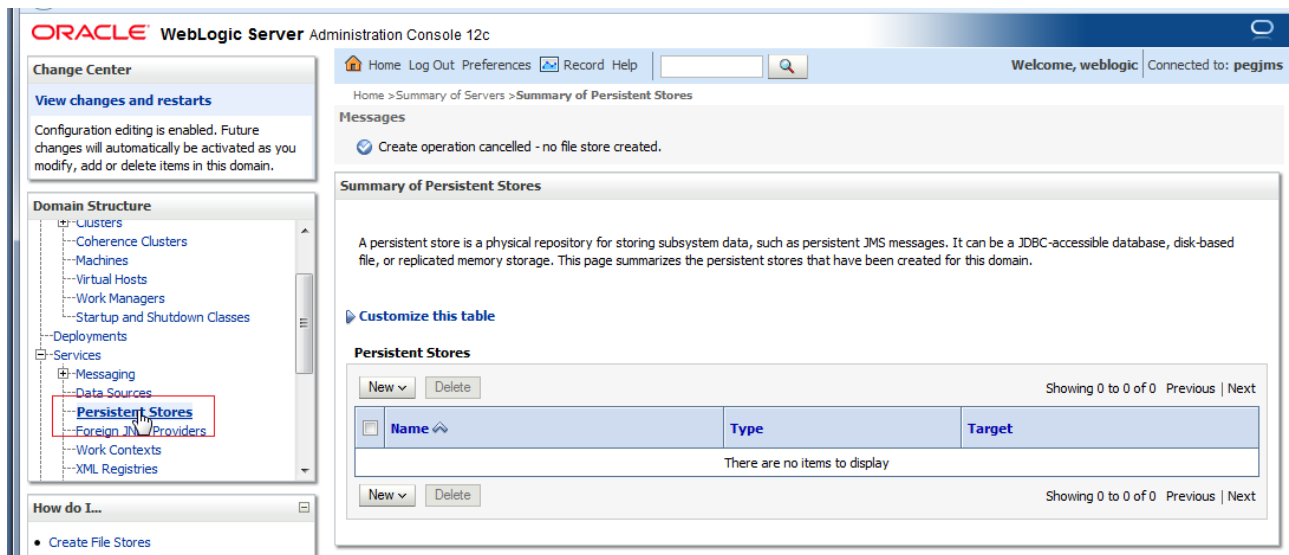 ORACLE WebLogic Server Administration Console 12c
Change Center
View changes and restarts
Configuration editing is enabled. Future
changes will automatically be activated as you
modify, add or delete items in this domain.
Domain Structure
Clusters
Coherence Clusters
Machines
Virtual Hosts
Work Managers
Startup and Shutdown Classes
Deployments
Services
Messaging
Data Sources
Persistent Stores
Foreign Providers
Work Contexts
XML Registries
How do I...
Create File Stores
Home Log Out Preferences Record Help
Welcome, weblogic Connected to: pegjms
Home >Summary of Servers >Summary of Persistent Stores
Messages
Create operation cancelled - no file store created.
Summary of Persistent Stores
A persistent store is a physical repository for storing subsystem data, such as persistent JMS messages. It can be a JDBC-accessible database, disk-based
file, or replicated memory storage. This page summarizes the persistent stores that have been created for this domain.
Customize this table
Persistent Stores
New Delete Showing 0 to 0 of 0 Previous | Next
Name Type Target
There are no items to display
New Delete Showing 0 to 0 of 0 Previous | Next